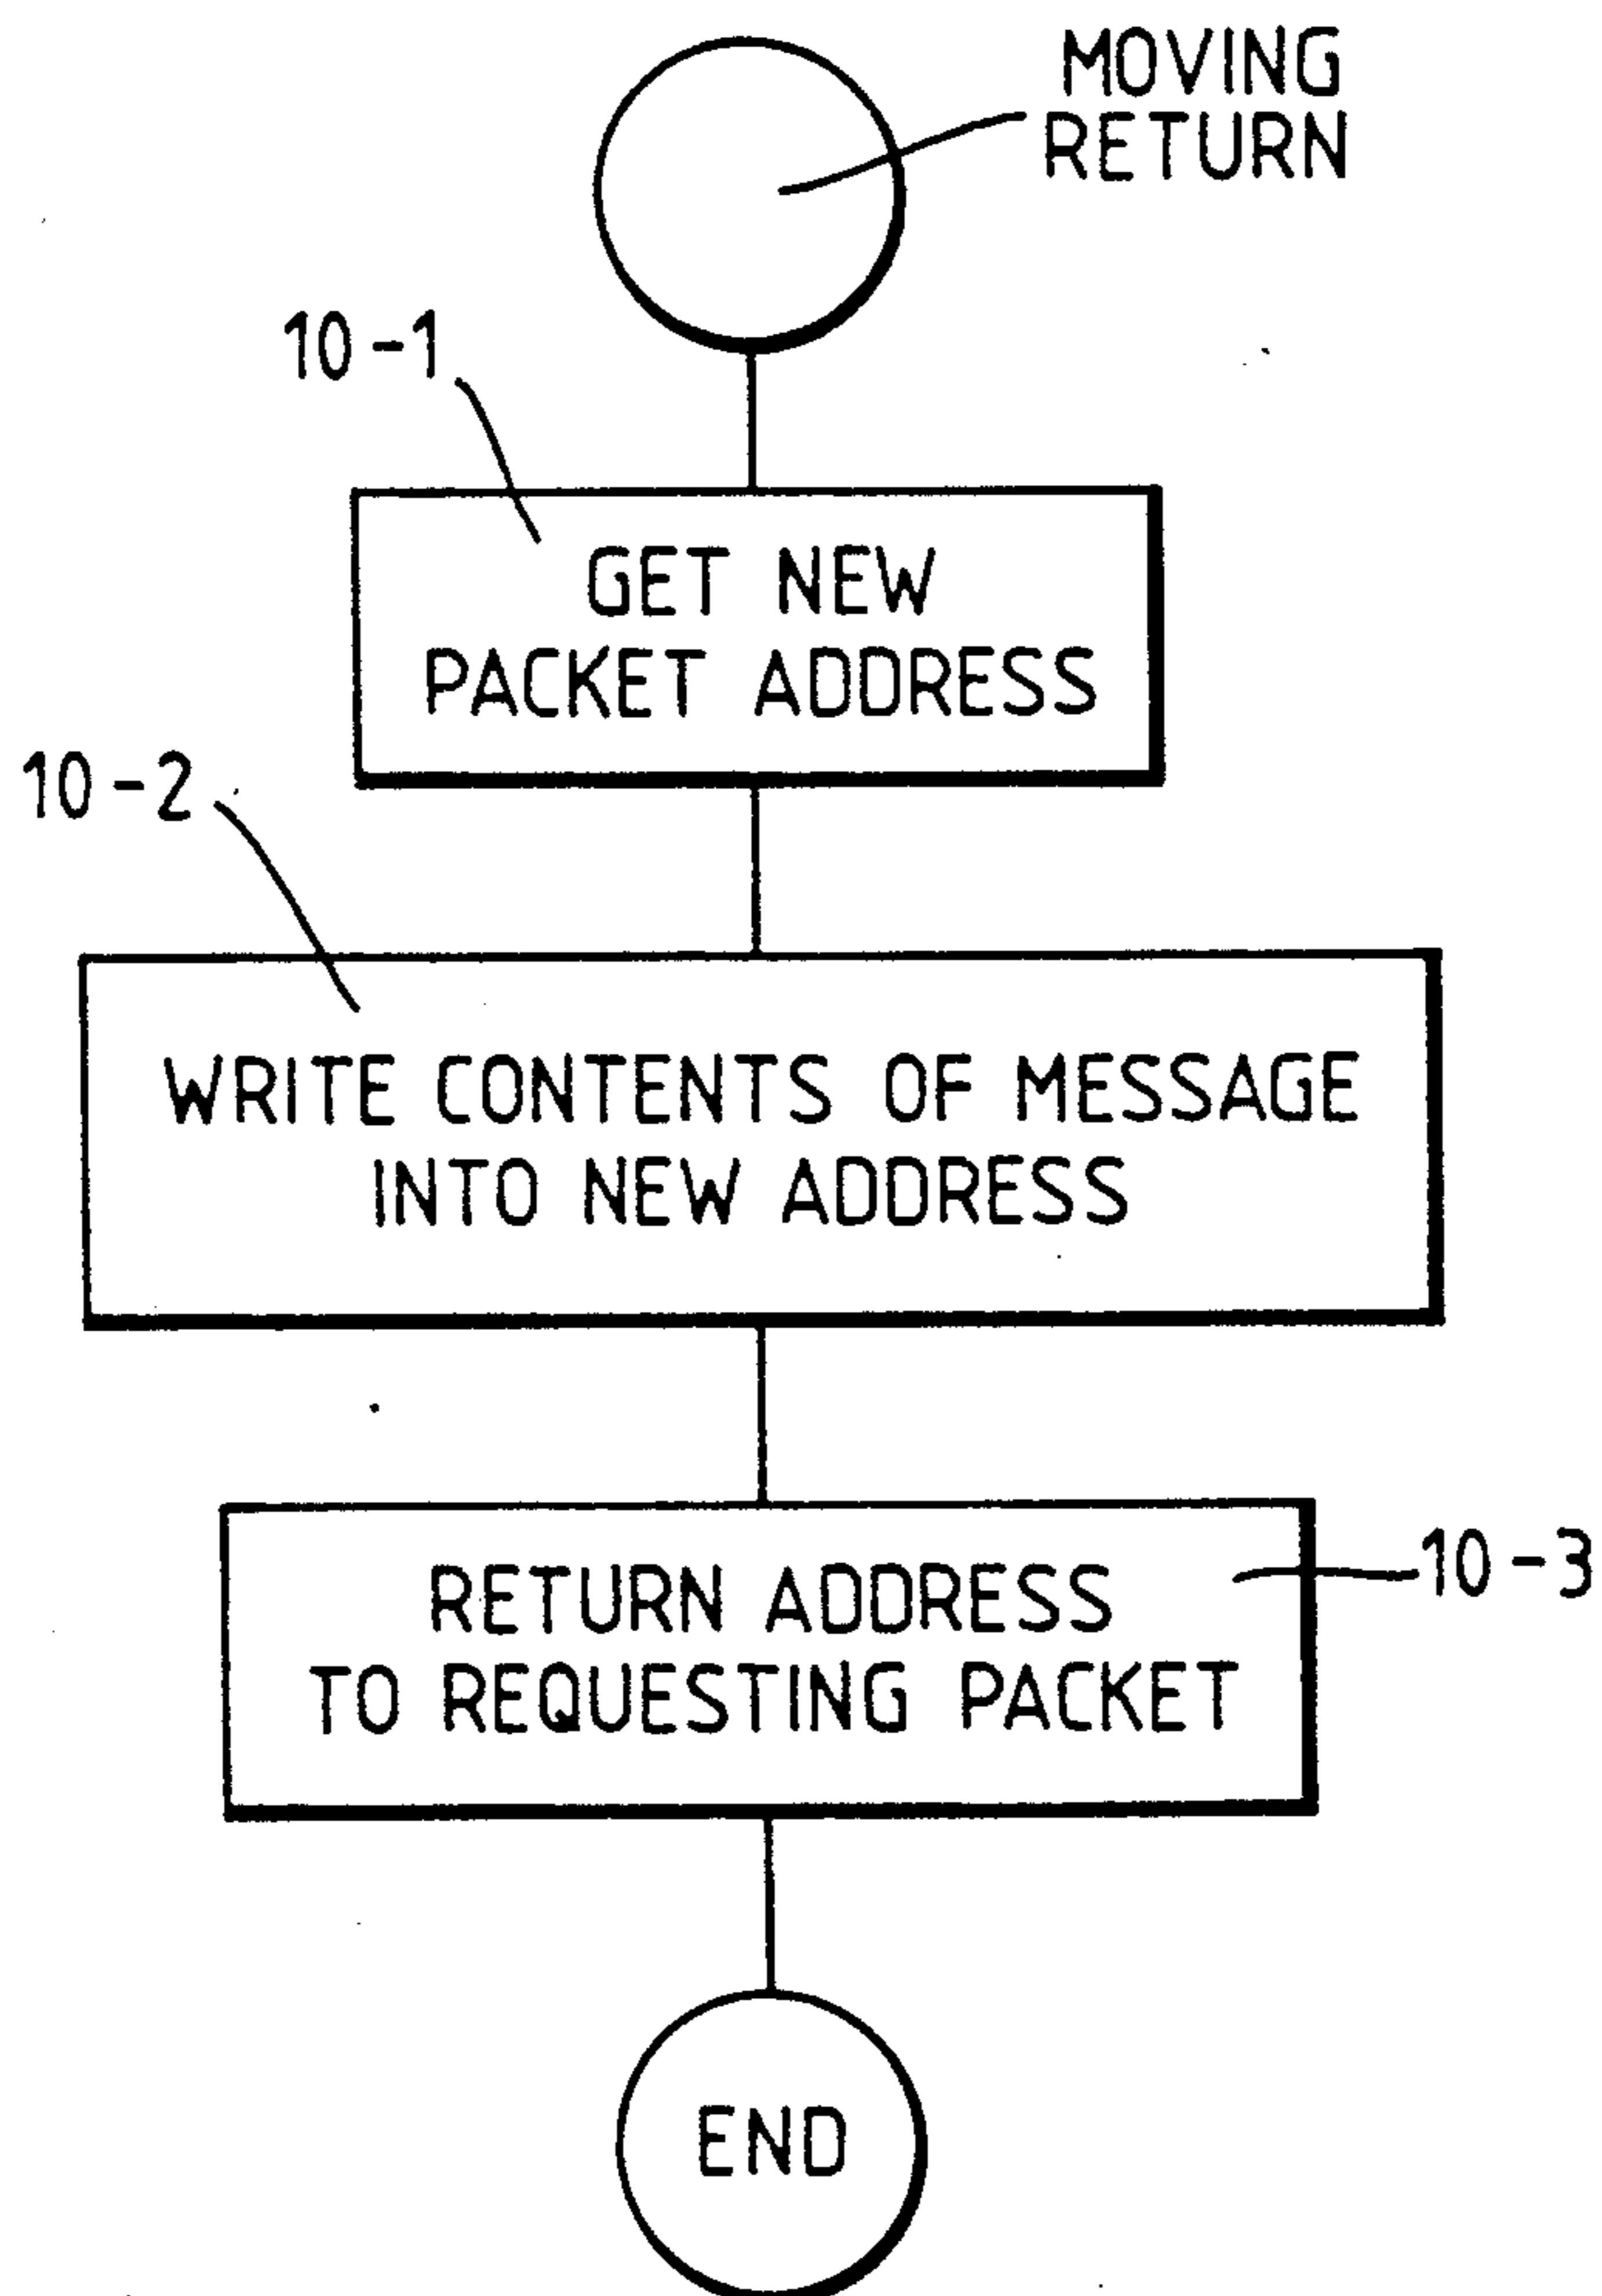 MOVING
RETURN
10-1
GET NEW
PACKET ADDRESS
10-2
WRITE CONTENTS OF MESSAGE
INTO NEW ADDRESS
RETURN ADDRESS
TO REQUESTING PACKET
10-3
END